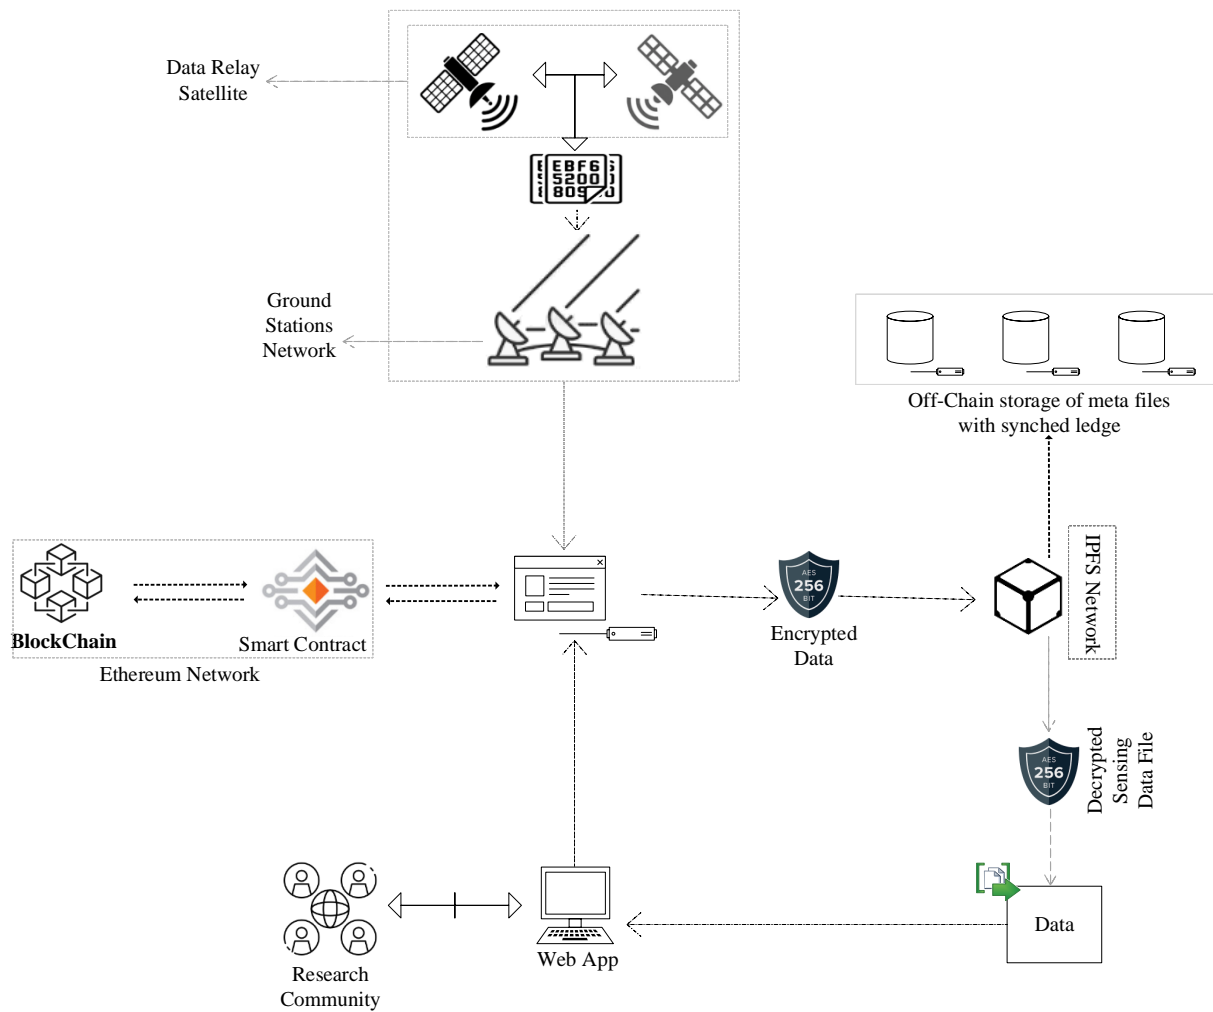 Data Relay
Satellite
EBF6
5200
809
Ground
Stations
Network
Off-Chain storage of meta files
with synched ledge
BlockChain
Smart Contract
Ethereum Network
AES
256
BIT
Encrypted
Data
IPFS Network
AES
256
BIT
Decrypted
Sensing
Data File
Research
Community
Web App
Data